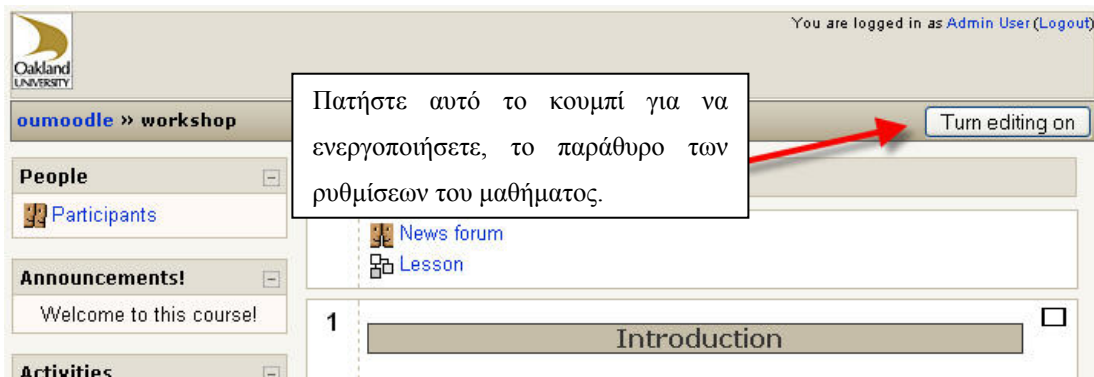 You are logged in as Admin User (Logout)
Oakland
UNIVERSITY
Πατήστε αυτό το κουμπί για να
ενεργοποιήσετε, το παράθυρο των
ρυθμίσεων του μαθήματος.
oumoodle » workshop
Turn editing on
People
Participants
News forum
Lesson
Announcements!
Welcome to this course!
1
Introduction
Activities